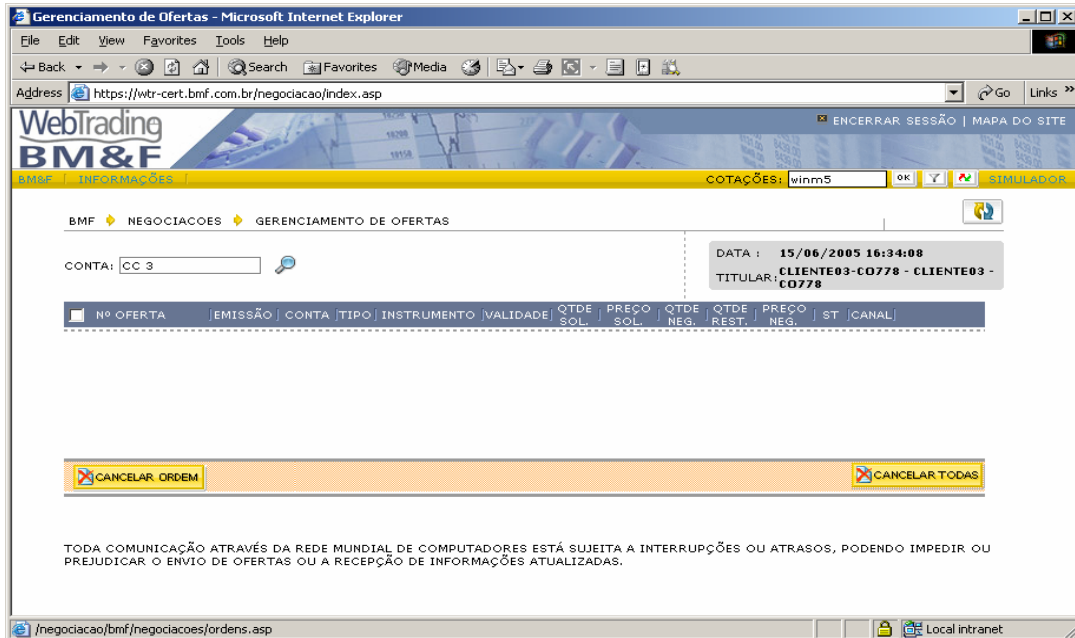 Gerenciamento de Ofertas - Microsoft Internet Explorer
File Edit View Favorites Tools Help
Back Search Favorites Media
Address https://wtr-cert.bmf.com.br/negociacao/index.asp Go Links »
WebTrading
BM&F
ENCERRAR SESSÃO | MAPA DO SITE
BM&F | INFORMAÇÕES | COTAÇÕES: winm5 OK SIMULADOR
BMF NEGOCIACOES GERENCIAMENTO DE OFERTAS
CONTA: CC 3
DATA : 15/06/2005 16:34:08
TITULAR: CLIENTE03-CO778 - CLIENTE03 -
CO778
Nº OFERTA |EMISSÃO| CONTA |TIPO| INSTRUMENTO |VALIDADE| QTDE SOL. | PREÇO SOL. | QTDE NEG. | QTDE REST. | PREÇO NEG. | ST |CANAL|
CANCELAR ORDEM CANCELAR TODAS
TODA COMUNICAÇÃO ATRAVÉS DA REDE MUNDIAL DE COMPUTADORES ESTÁ SUJEITA A INTERRUPÇÕES OU ATRASOS, PODENDO IMPEDIR OU
PREJUDICAR O ENVIO DE OFERTAS OU A RECEPÇÃO DE INFORMAÇÕES ATUALIZADAS.
/negociacao/bmf/negociacoes/ordens.asp Local intranet